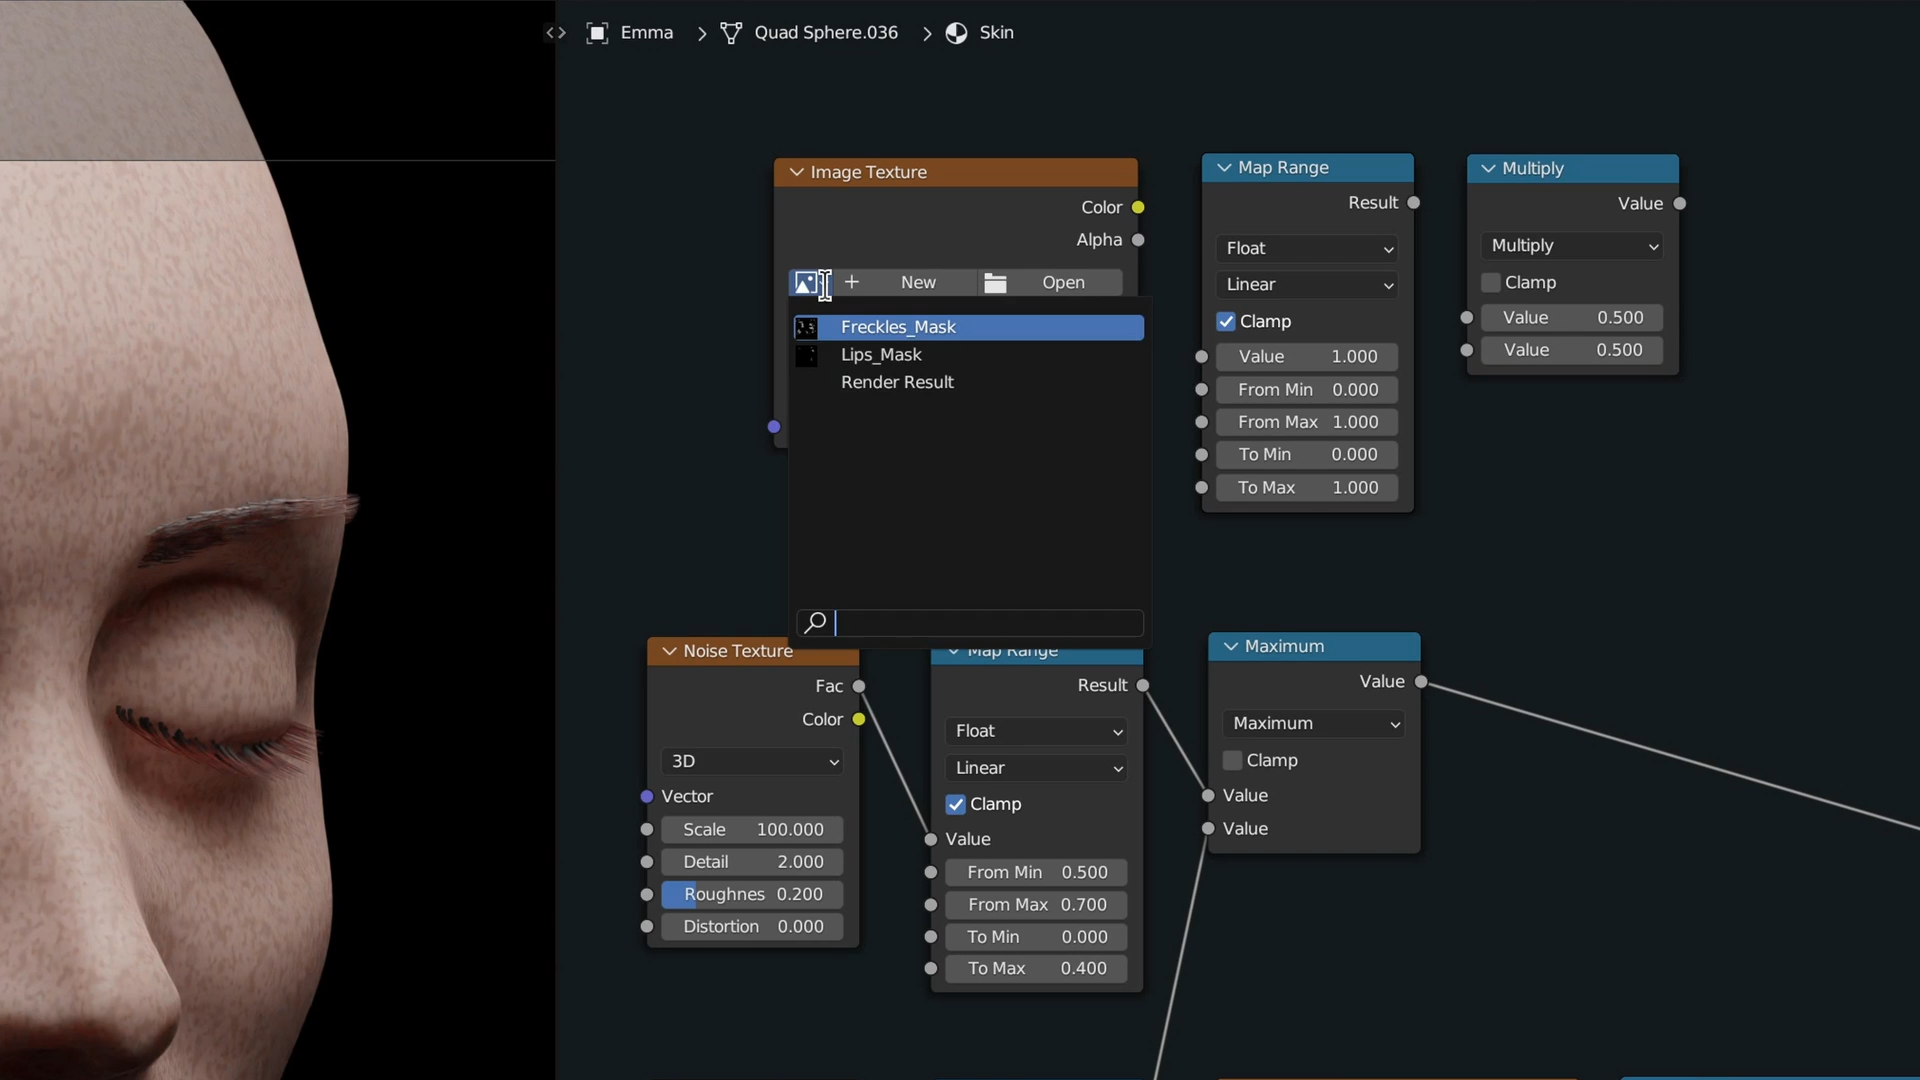 Emma > Quad Sphere.036 > Skin
Image Texture
Color
Alpha
+ New
Open
Freckles_Mask
Lips_Mask
Render Result
Map Range
Result
Float
Linear
Clamp
Value 1.000
From Min 0.000
From Max 1.000
To Min 0.000
To Max 1.000
Multiply
Value
Multiply
Clamp
Value 0.500
Value 0.500
Noise Texture
Fac
Color
3D
Vector
Scale 100.000
Detail 2.000
Roughnes 0.200
Distortion 0.000
Map Range
Result
Float
Linear
Clamp
Value
From Min 0.500
From Max 0.700
To Min 0.000
To Max 0.400
Maximum
Value
Maximum
Clamp
Value
Value